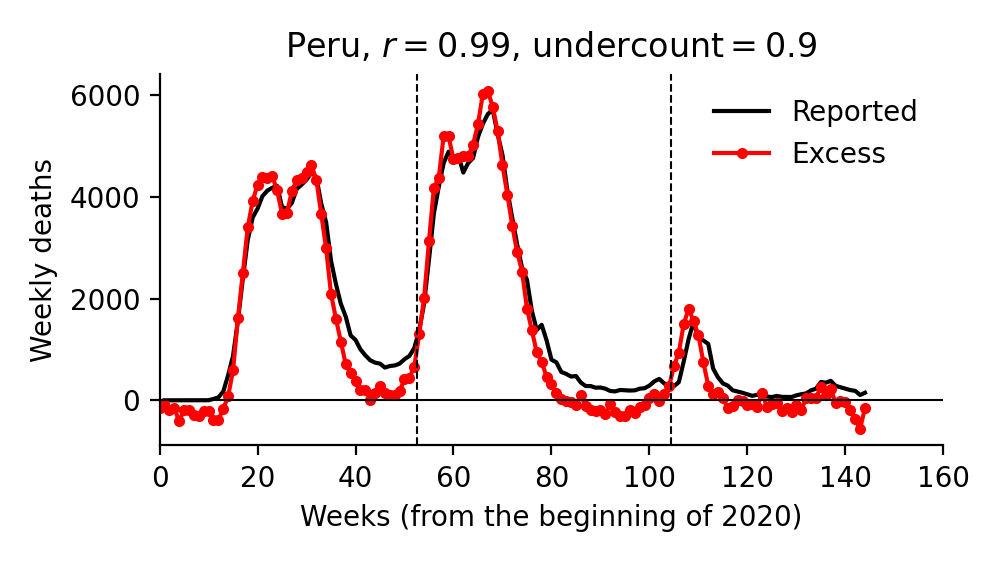 Peru, r = 0.99, undercount = 0.9
6000
4000
2000
0
Weekly deaths
Reported
Excess
0 20 40 60 80 100 120 140 160
Weeks (from the beginning of 2020)